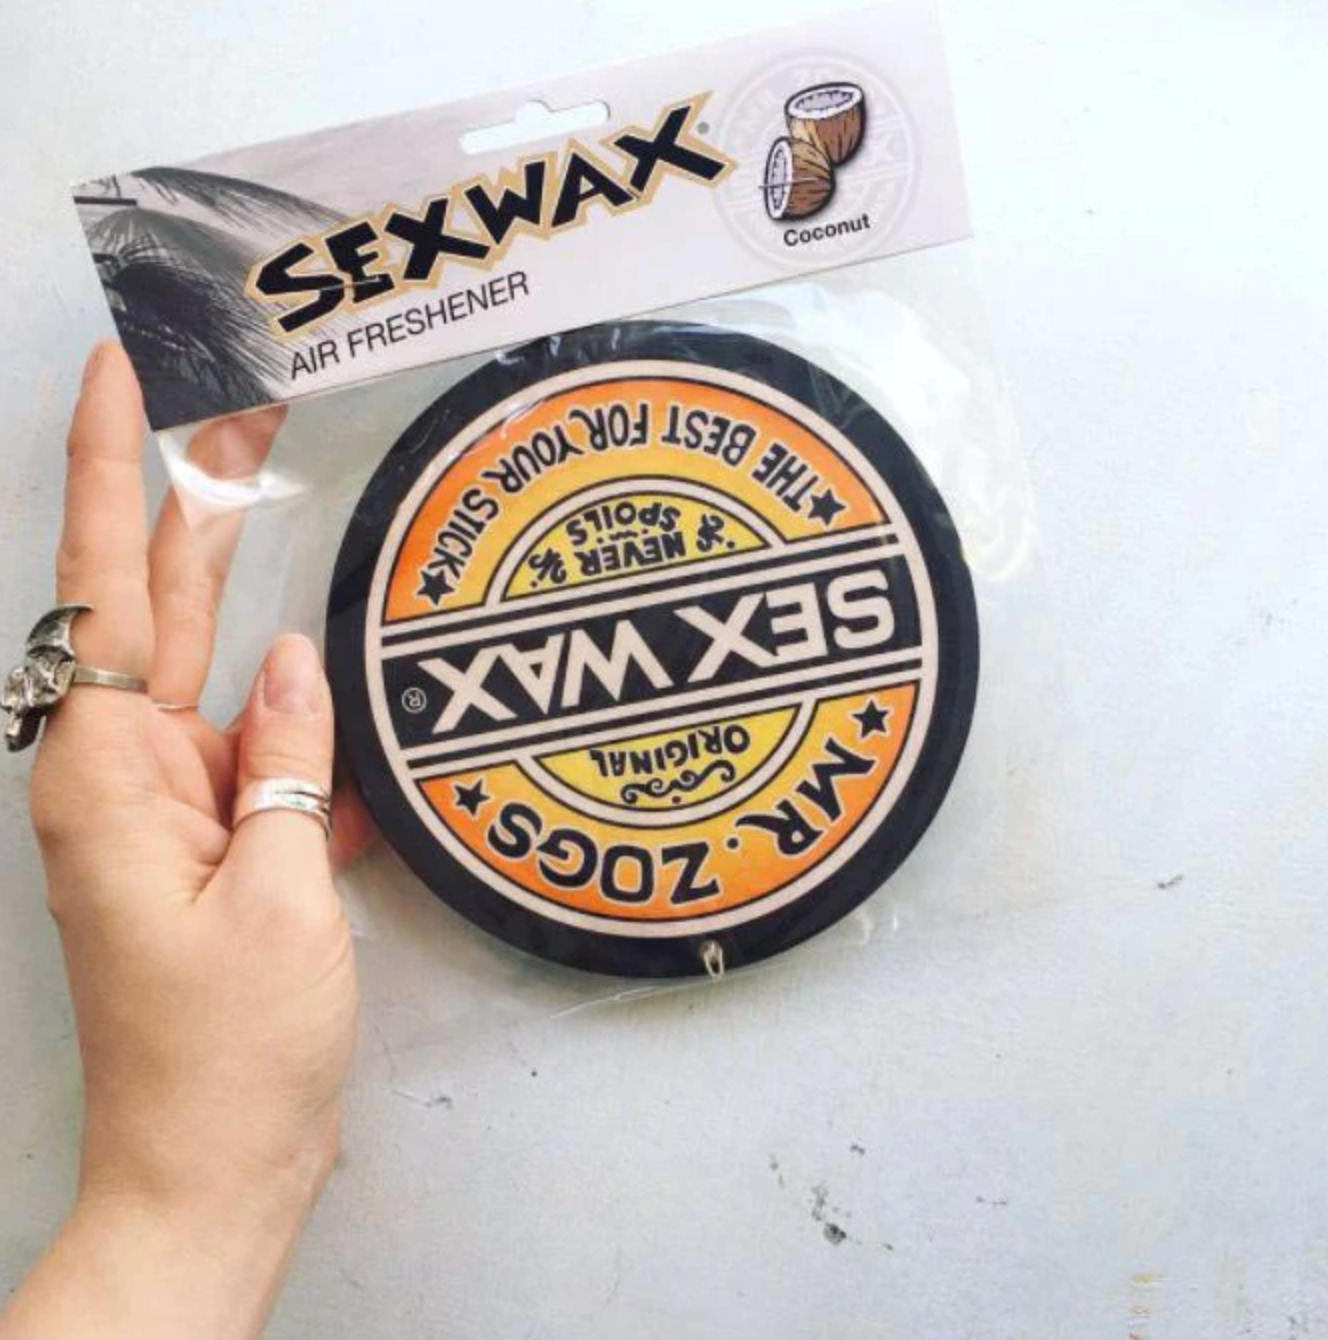 SEXWAX
AIR FRESHENER
Coconut
MR. ZOGS
ORIGINAL
SEX WAX®
NEVER
SPOILS
THE BEST FOR YOUR STICK